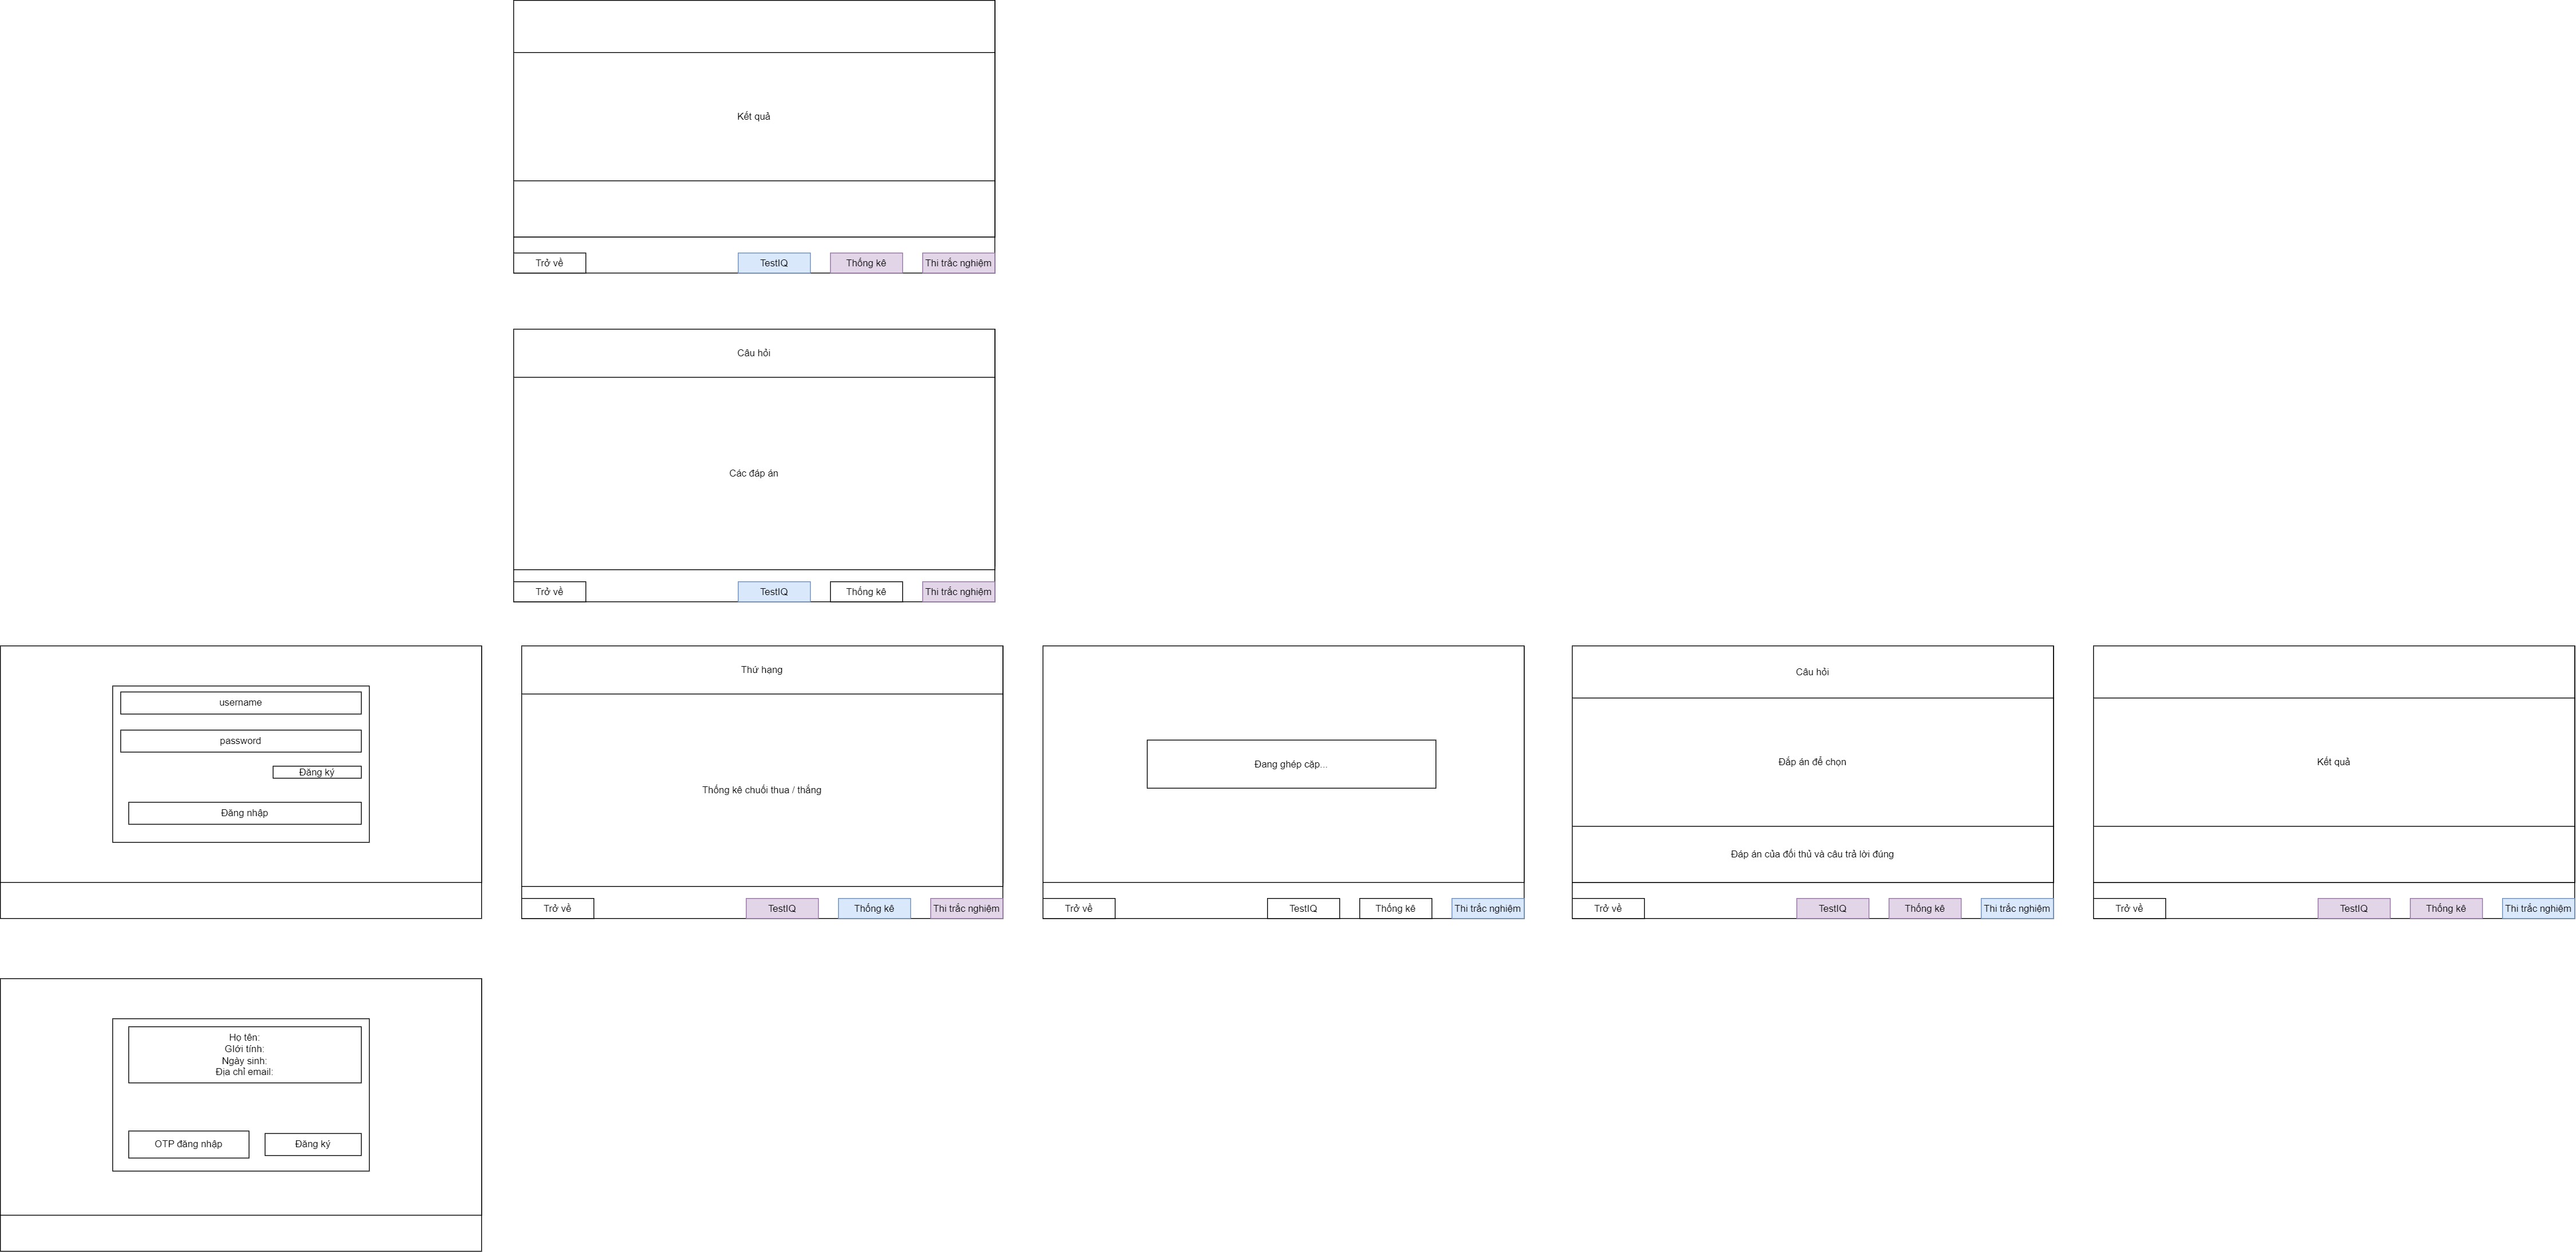 Kết quả
Trở về
TestIQ
Thống kê
Thi trắc nghiệm
Câu hỏi
Các đáp án
Trở về
TestIQ
Thống kê
Thi trắc nghiệm
username
password
Đăng ký
Đăng nhập
Thứ hạng
Thống kê chuỗi thua / thắng
Trở về
TestIQ
Thống kê
Thi trắc nghiệm
Đang ghép cặp...
Trở về
TestIQ
Thống kê
Thi trắc nghiệm
Câu hỏi
Đắp án để chọn
Đáp án của đối thủ và câu trả lời đúng
Trở về
TestIQ
Thống kê
Thi trắc nghiệm
Kết quả
Trở về
TestIQ
Thống kê
Thi trắc nghiệm
Họ tên:
GIới tính:
Ngày sinh:
Địa chỉ email:
OTP đăng nhập
Đăng ký